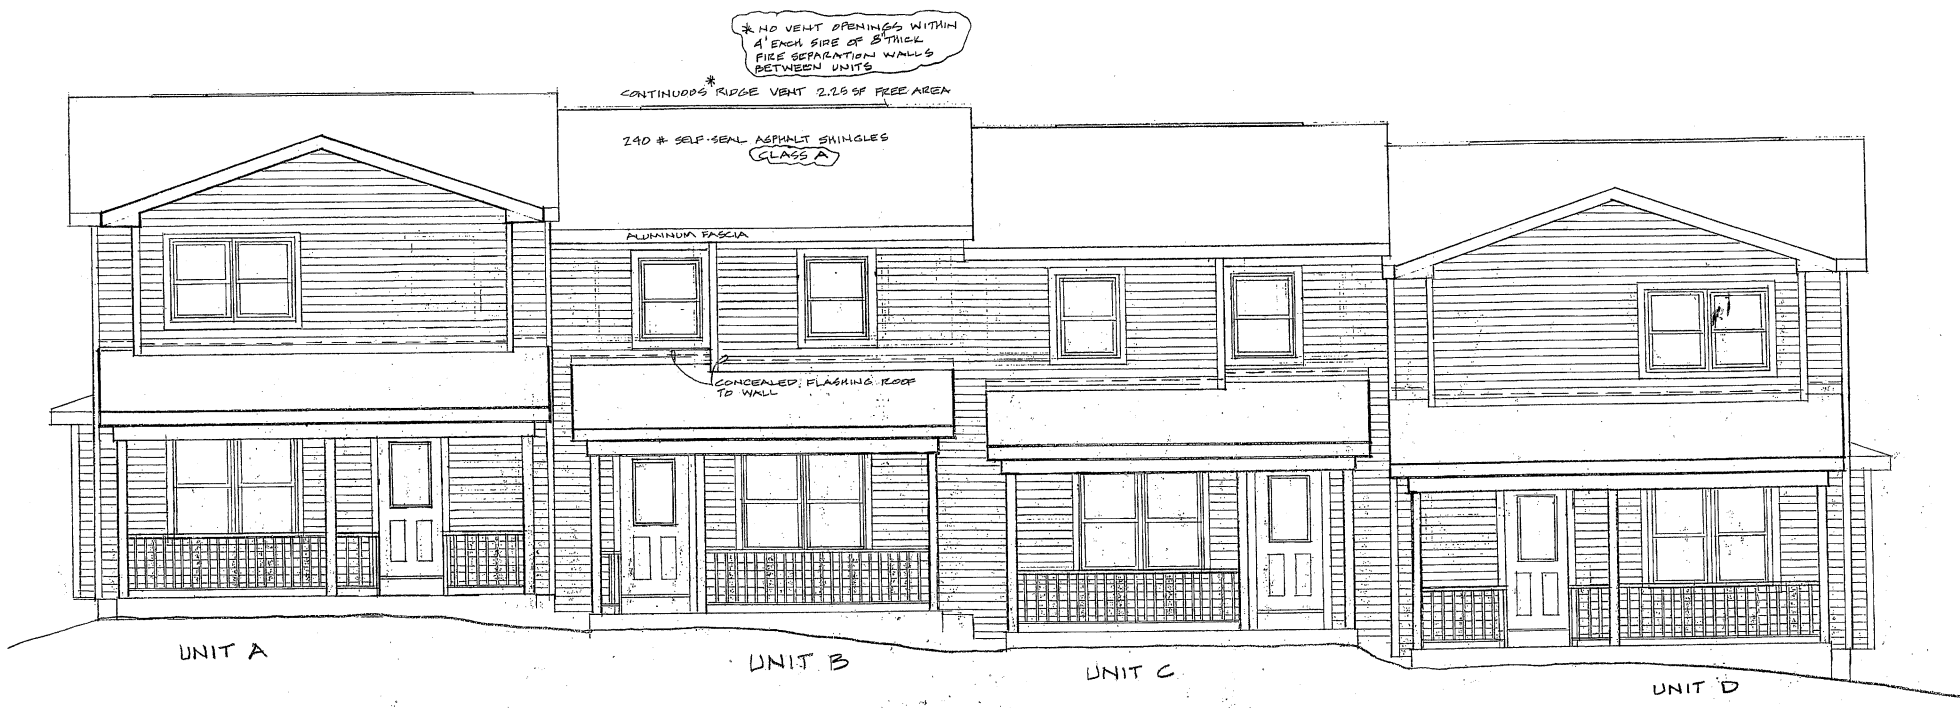 * NO VENT OPENINGS WITHIN
4' EACH SIDE OF 8" THICK
FIRE SEPARATION WALLS
BETWEEN UNITS
*
CONTINUOUS RIDGE VENT 2.25 SF FREE AREA
240 # SELF-SEAL ASPHALT SHINGLES
CLASS A
ALUMINUM FASCIA
CONCEALED FLASHING ROOF
TO WALL
UNIT A
UNIT B
UNIT C
UNIT D